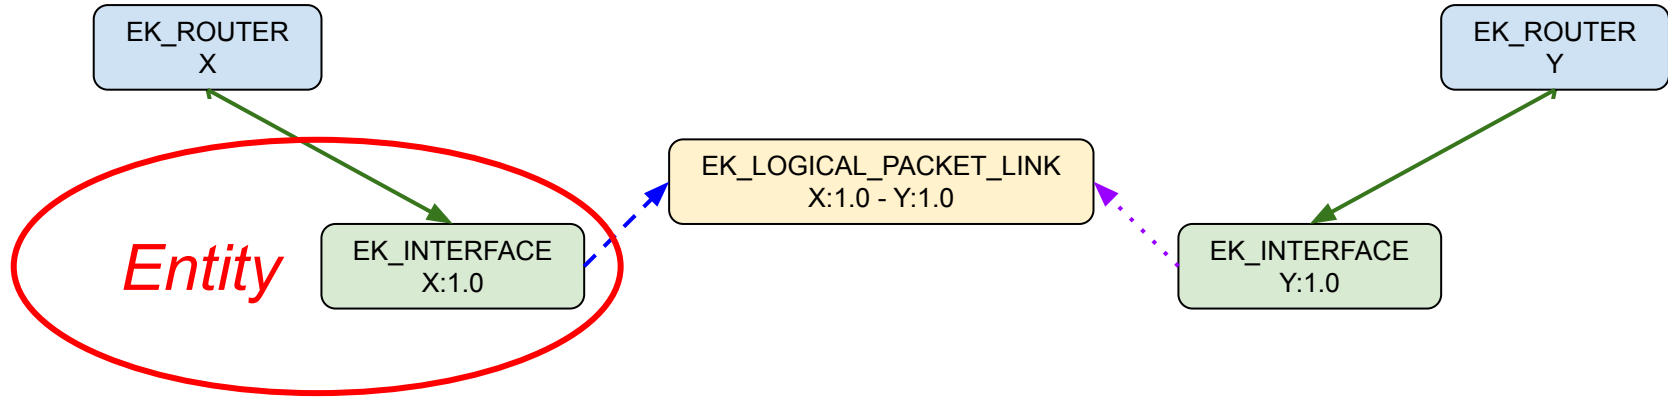 EK_ROUTER
X
EK_ROUTER
Y
EK_LOGICAL_PACKET_LINK
X:1.0 - Y:1.0
Entity
EK_INTERFACE
X:1.0
EK_INTERFACE
Y:1.0